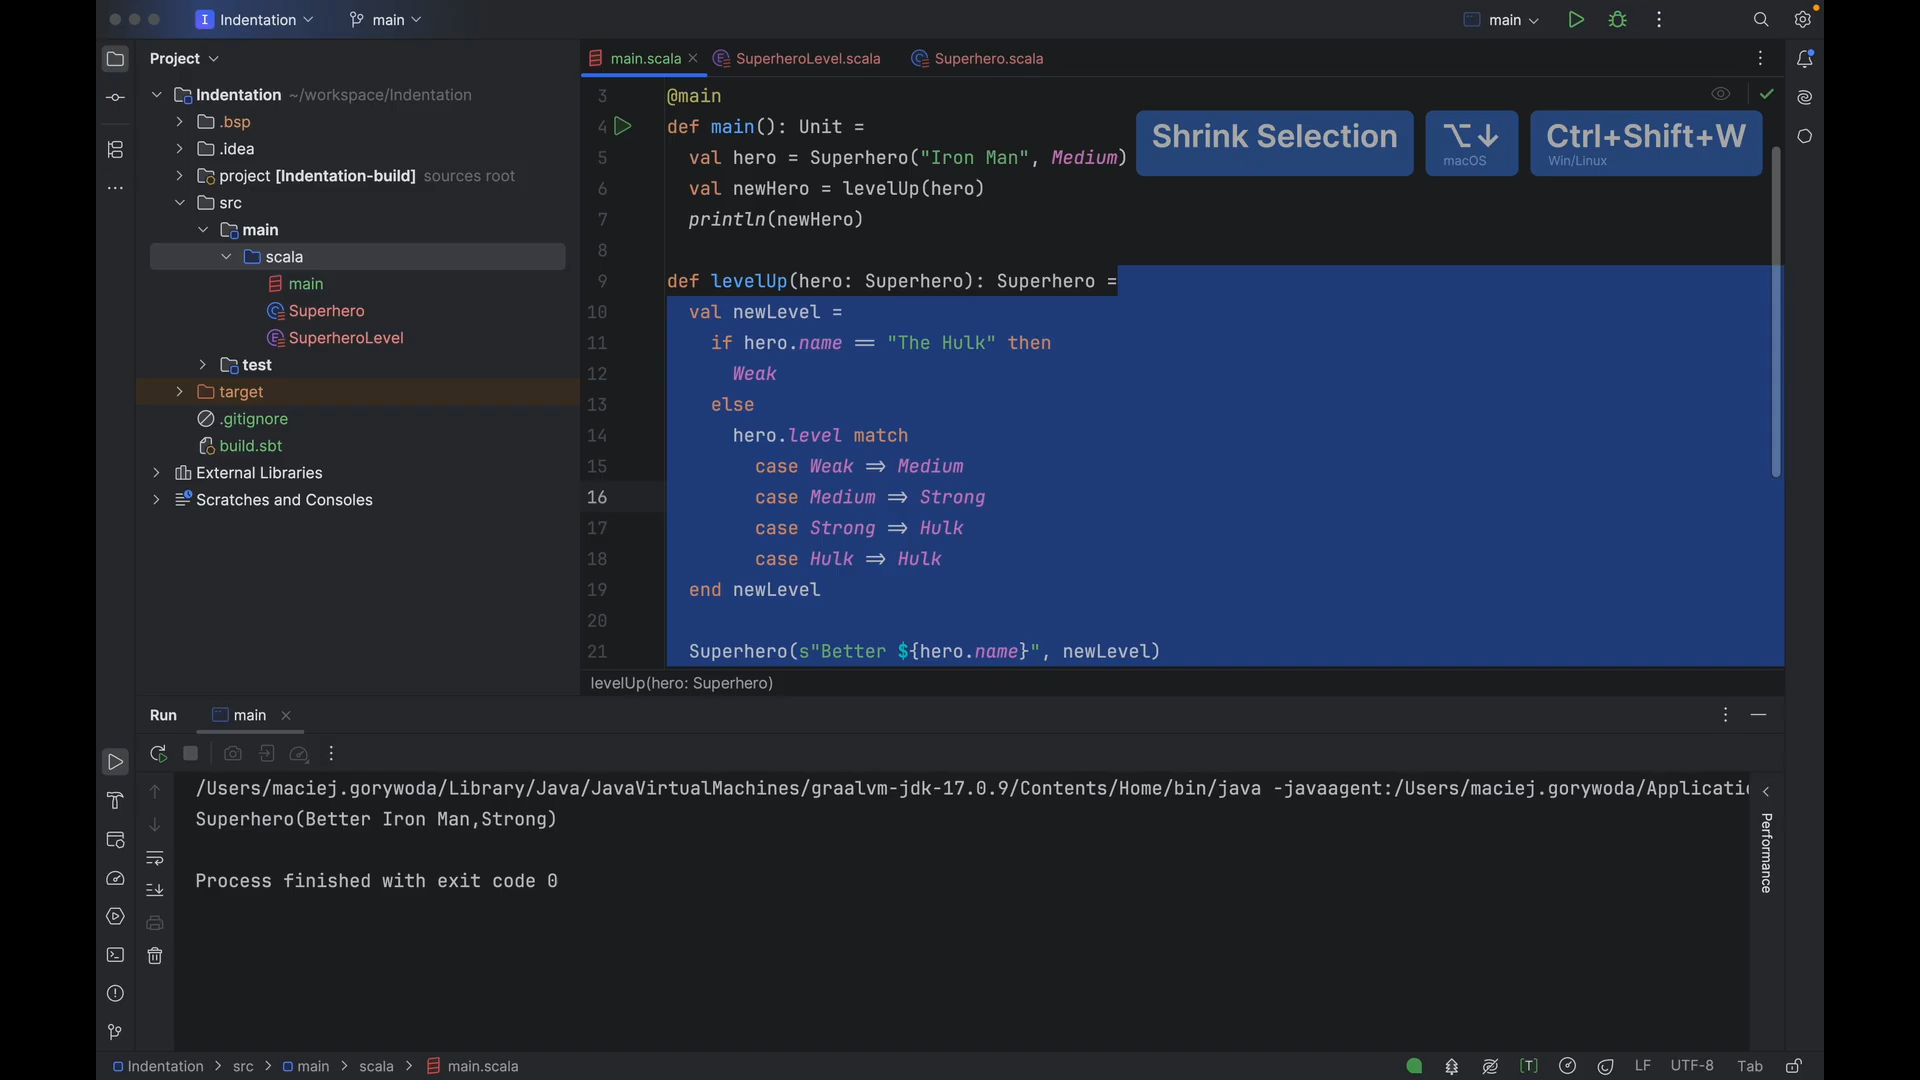 Indentation
main
main
Project
main.scala
SuperheroLevel.scala
Superhero.scala
Indentation ~/workspace/Indentation
.bsp
.idea
project [Indentation-build] sources root
src
main
scala
main
Superhero
SuperheroLevel
test
target
.gitignore
build.sbt
External Libraries
Scratches and Consoles
3 @main
4 def main(): Unit =
5 val hero = Superhero("Iron Man", Medium)
6 val newHero = levelUp(hero)
7 println(newHero)
8
9 def levelUp(hero: Superhero): Superhero =
10 val newLevel =
11 if hero.name == "The Hulk" then
12 Weak
13 else
14 hero.level match
15 case Weak => Medium
16 case Medium => Strong
17 case Strong => Hulk
18 case Hulk => Hulk
19 end newLevel
20
21 Superhero(s"Better ${hero.name}", newLevel)
Shrink Selection
⌥↓
macOS
Ctrl+Shift+W
Win/Linux
levelUp(hero: Superhero)
Run
main
/Users/maciej.gorywoda/Library/Java/JavaVirtualMachines/graalvm-jdk-17.0.9/Contents/Home/bin/java -javaagent:/Users/maciej.gorywoda/Applicatio
Superhero(Better Iron Man,Strong)
Process finished with exit code 0
Performance
Indentation > src > main > scala > main.scala
LF
UTF-8
Tab